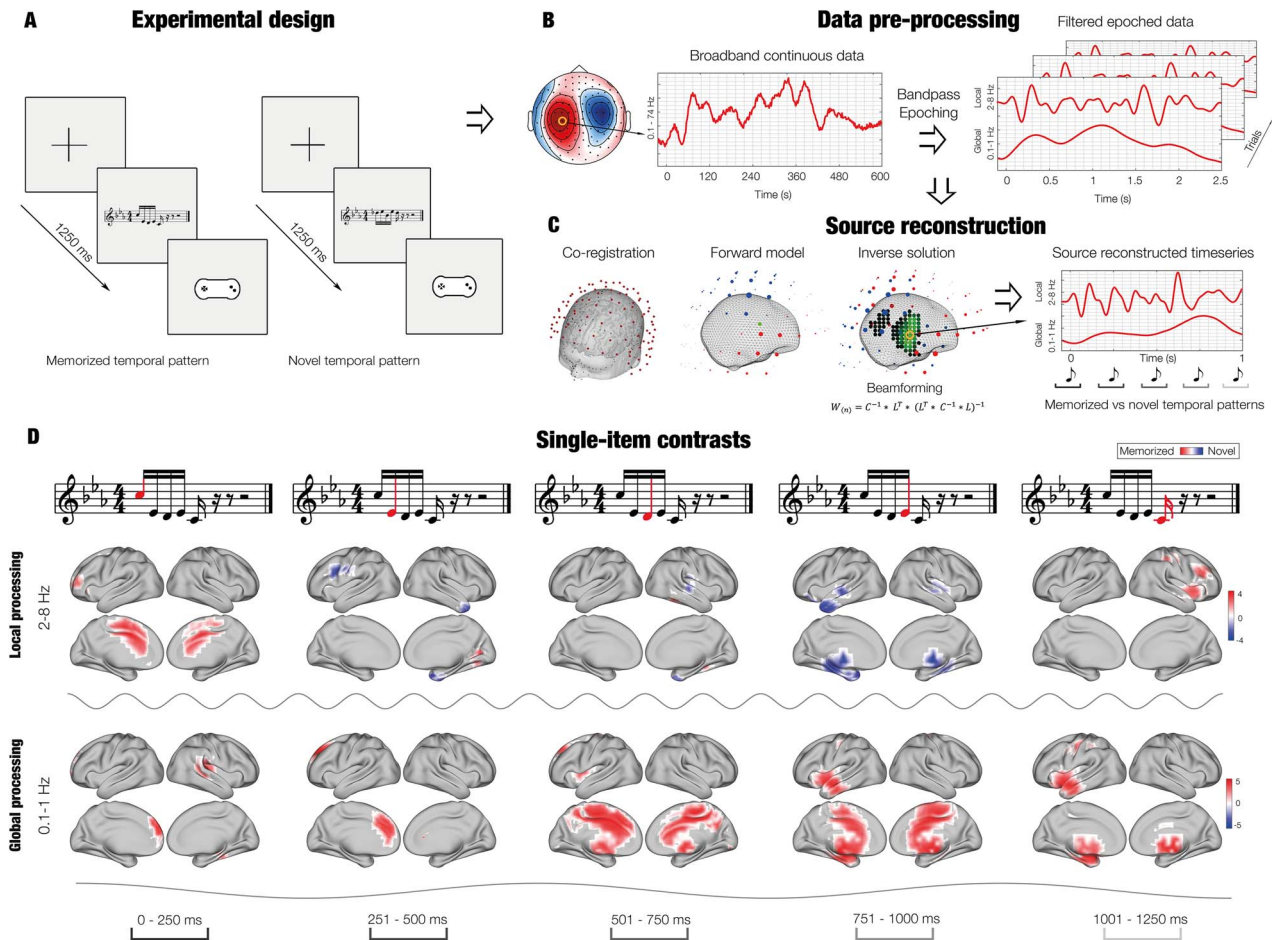 A
Experimental design
1250 ms
1250 ms
Memorized temporal pattern
Novel temporal pattern
B
Data pre-processing
Broadband continuous data
0.1 - 74 Hz
0
120
240
360
480
600
Time (s)
Bandpass
Epoching
Filtered epoched data
Local
2-8 Hz
Global
0.1-1 Hz
0
0.5
1
1.5
2
2.5
Time (s)
Trials
C
Source reconstruction
Co-registration
Forward model
Inverse solution
Beamforming
W(n) = C⁻¹ * Lᵀ * (Lᵀ * C⁻¹ * L)⁻¹
Source reconstructed timeseries
Local
2-8 Hz
Global
0.1-1 Hz
0
Time (s)
1
Memorized vs novel temporal patterns
D
Single-item contrasts
Memorized Novel
Local processing
2-8 Hz
4
0
-4
Global processing
0.1-1 Hz
5
0
-5
0 - 250 ms
251 - 500 ms
501 - 750 ms
751 - 1000 ms
1001 - 1250 ms